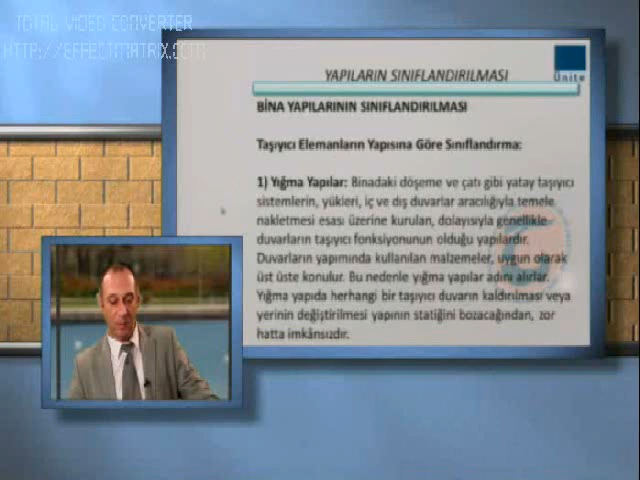 TOTAL VIDEO CONVERTER
HTTP://EFFECTMATRIX.COM
YAPILARIN SINIFLANDIRILMASI
Ünite
BİNA YAPILARININ SINIFLANDIRILMASI
Taşıyıcı Elemanların Yapısına Göre Sınıflandırma:
1) Yığma Yapılar: Binadaki döşeme ve çatı gibi yatay taşıyıcı
sistemlerin, yükleri, iç ve dış duvarlar aracılığıyla temele
nakletmesi esası üzerine kurulan, dolayısıyla genellikle
duvarların taşıyıcı fonksiyonunun olduğu yapılardır.
Duvarların yapımında kullanılan malzemeler, uygun olarak
üst üste konulur. Bu nedenle yığma yapılar adını alırlar.
Yığma yapıda herhangi bir taşıyıcı duvarın kaldırılması veya
yerinin değiştirilmesi yapının statiğini bozacağından, zor
hatta imkânsızdır.